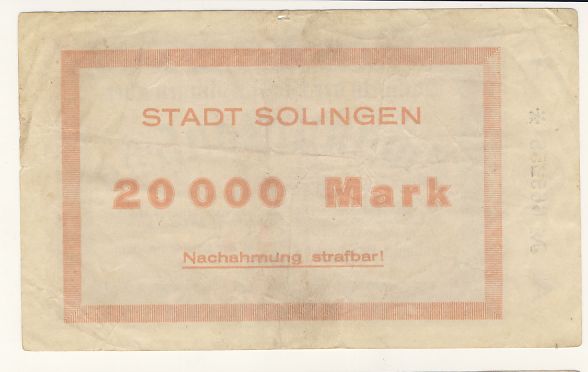 STADT SOLINGEN
20 000 Mark
Nachahmung strafbar!